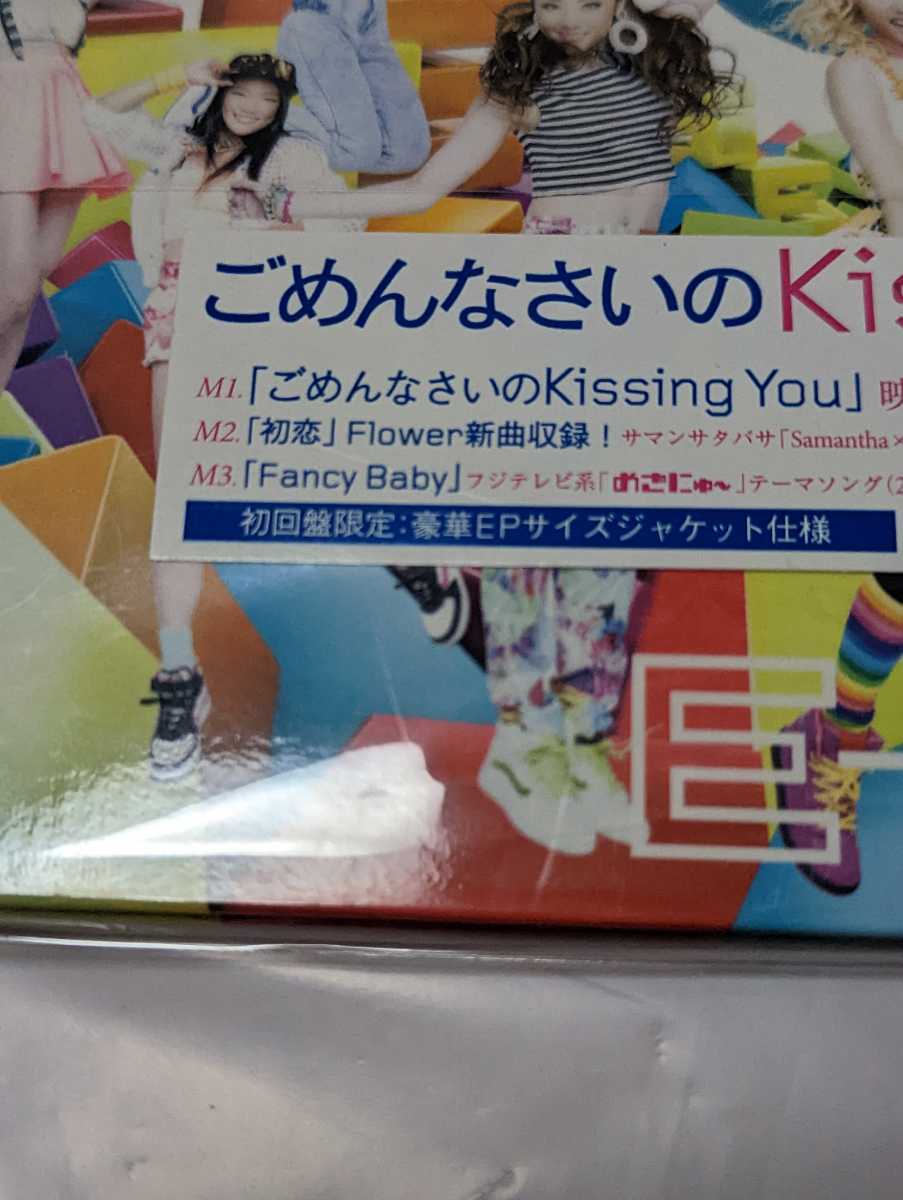 ごめんなさいのKis
M1.「ごめんなさいのKissing You」映
M2.「初恋」Flower新曲収録！サマンサタバサ「Samantha×
M3.「Fancy Baby」フジテレビ系「めざにゅ〜」テーマソング(2
初回盤限定：豪華EPサイズジャケット仕様
E-